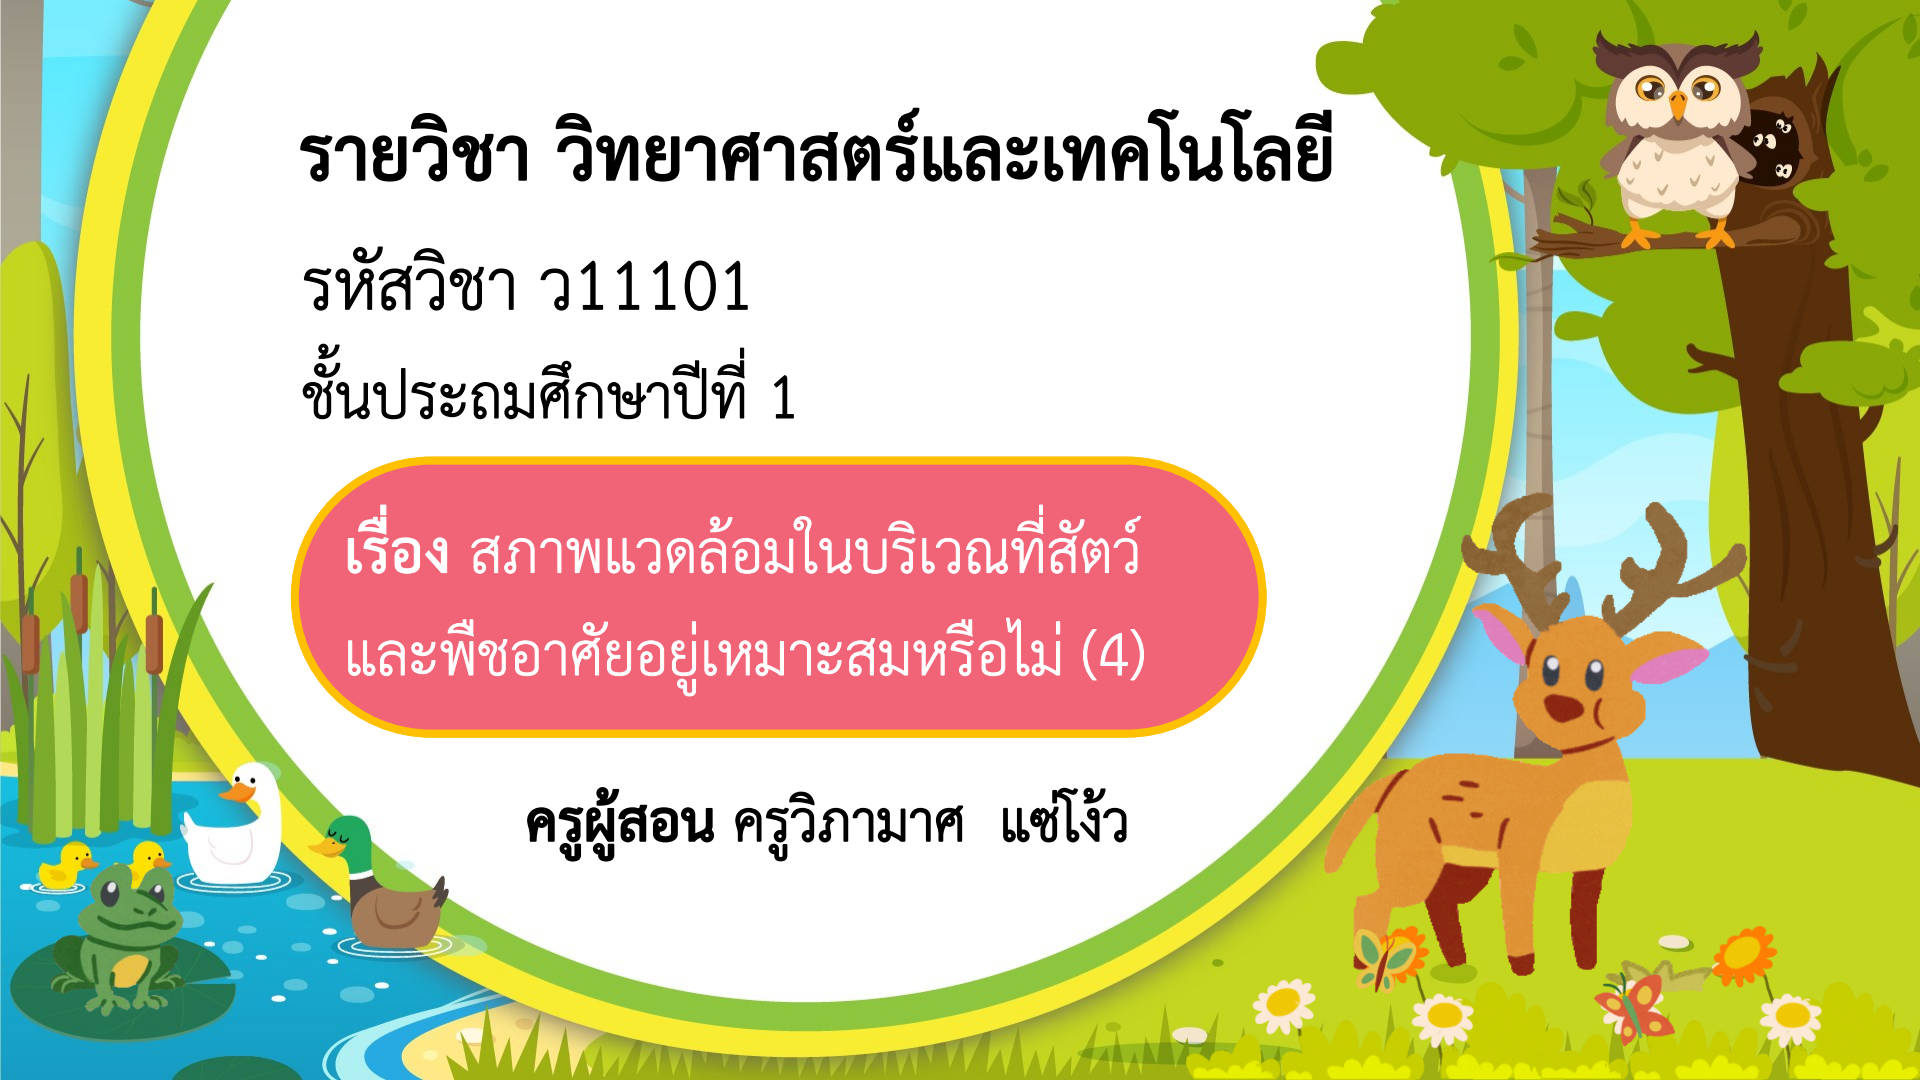 รายวิชา วิทยาศาสตร์และเทคโนโลยี
รหัสวิชา ว11101
ชั้นประถมศึกษาปีที่ 1
เรื่อง สภาพแวดล้อมในบริเวณที่สัตว์
และพืชอาศัยอยู่เหมาะสมหรือไม่ (4)
ครูผู้สอน ครูวิภามาศ แซ่โง้ว